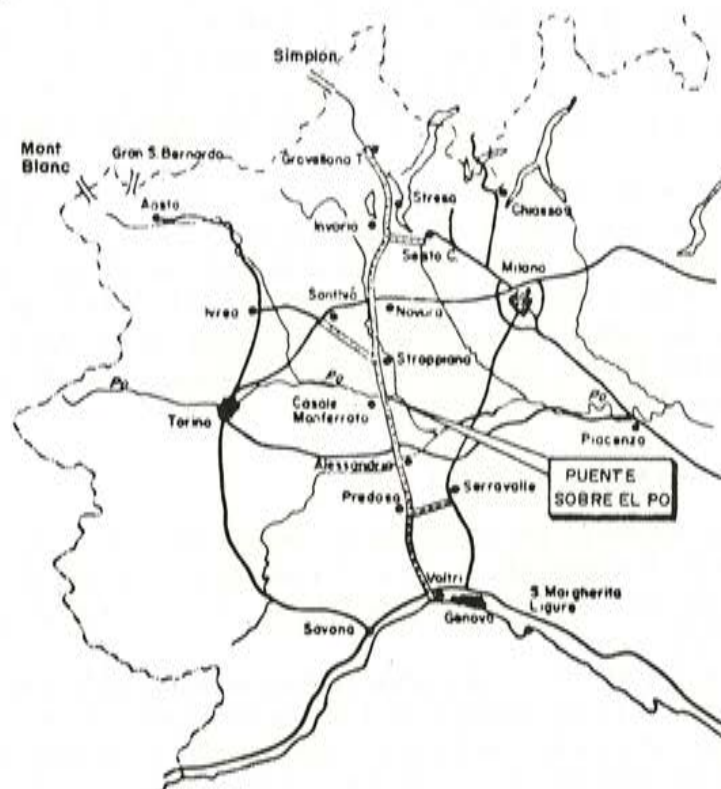 Simplon
Mont
Blanc
Gran S. Bernardo
Gravellona T.
Aosta
Stresa
Chiasso
Invorio
Sesto C.
Milano
Santhià
Ivrea
Novara
Stroppiana
Po
Po
Po
Torino
Casale
Monferrato
Piacenza
Alessandria
PUENTE
SOBRE EL PO
Serravalle
Predosa
Voltri
S. Margherita
Ligure
Genova
Savona